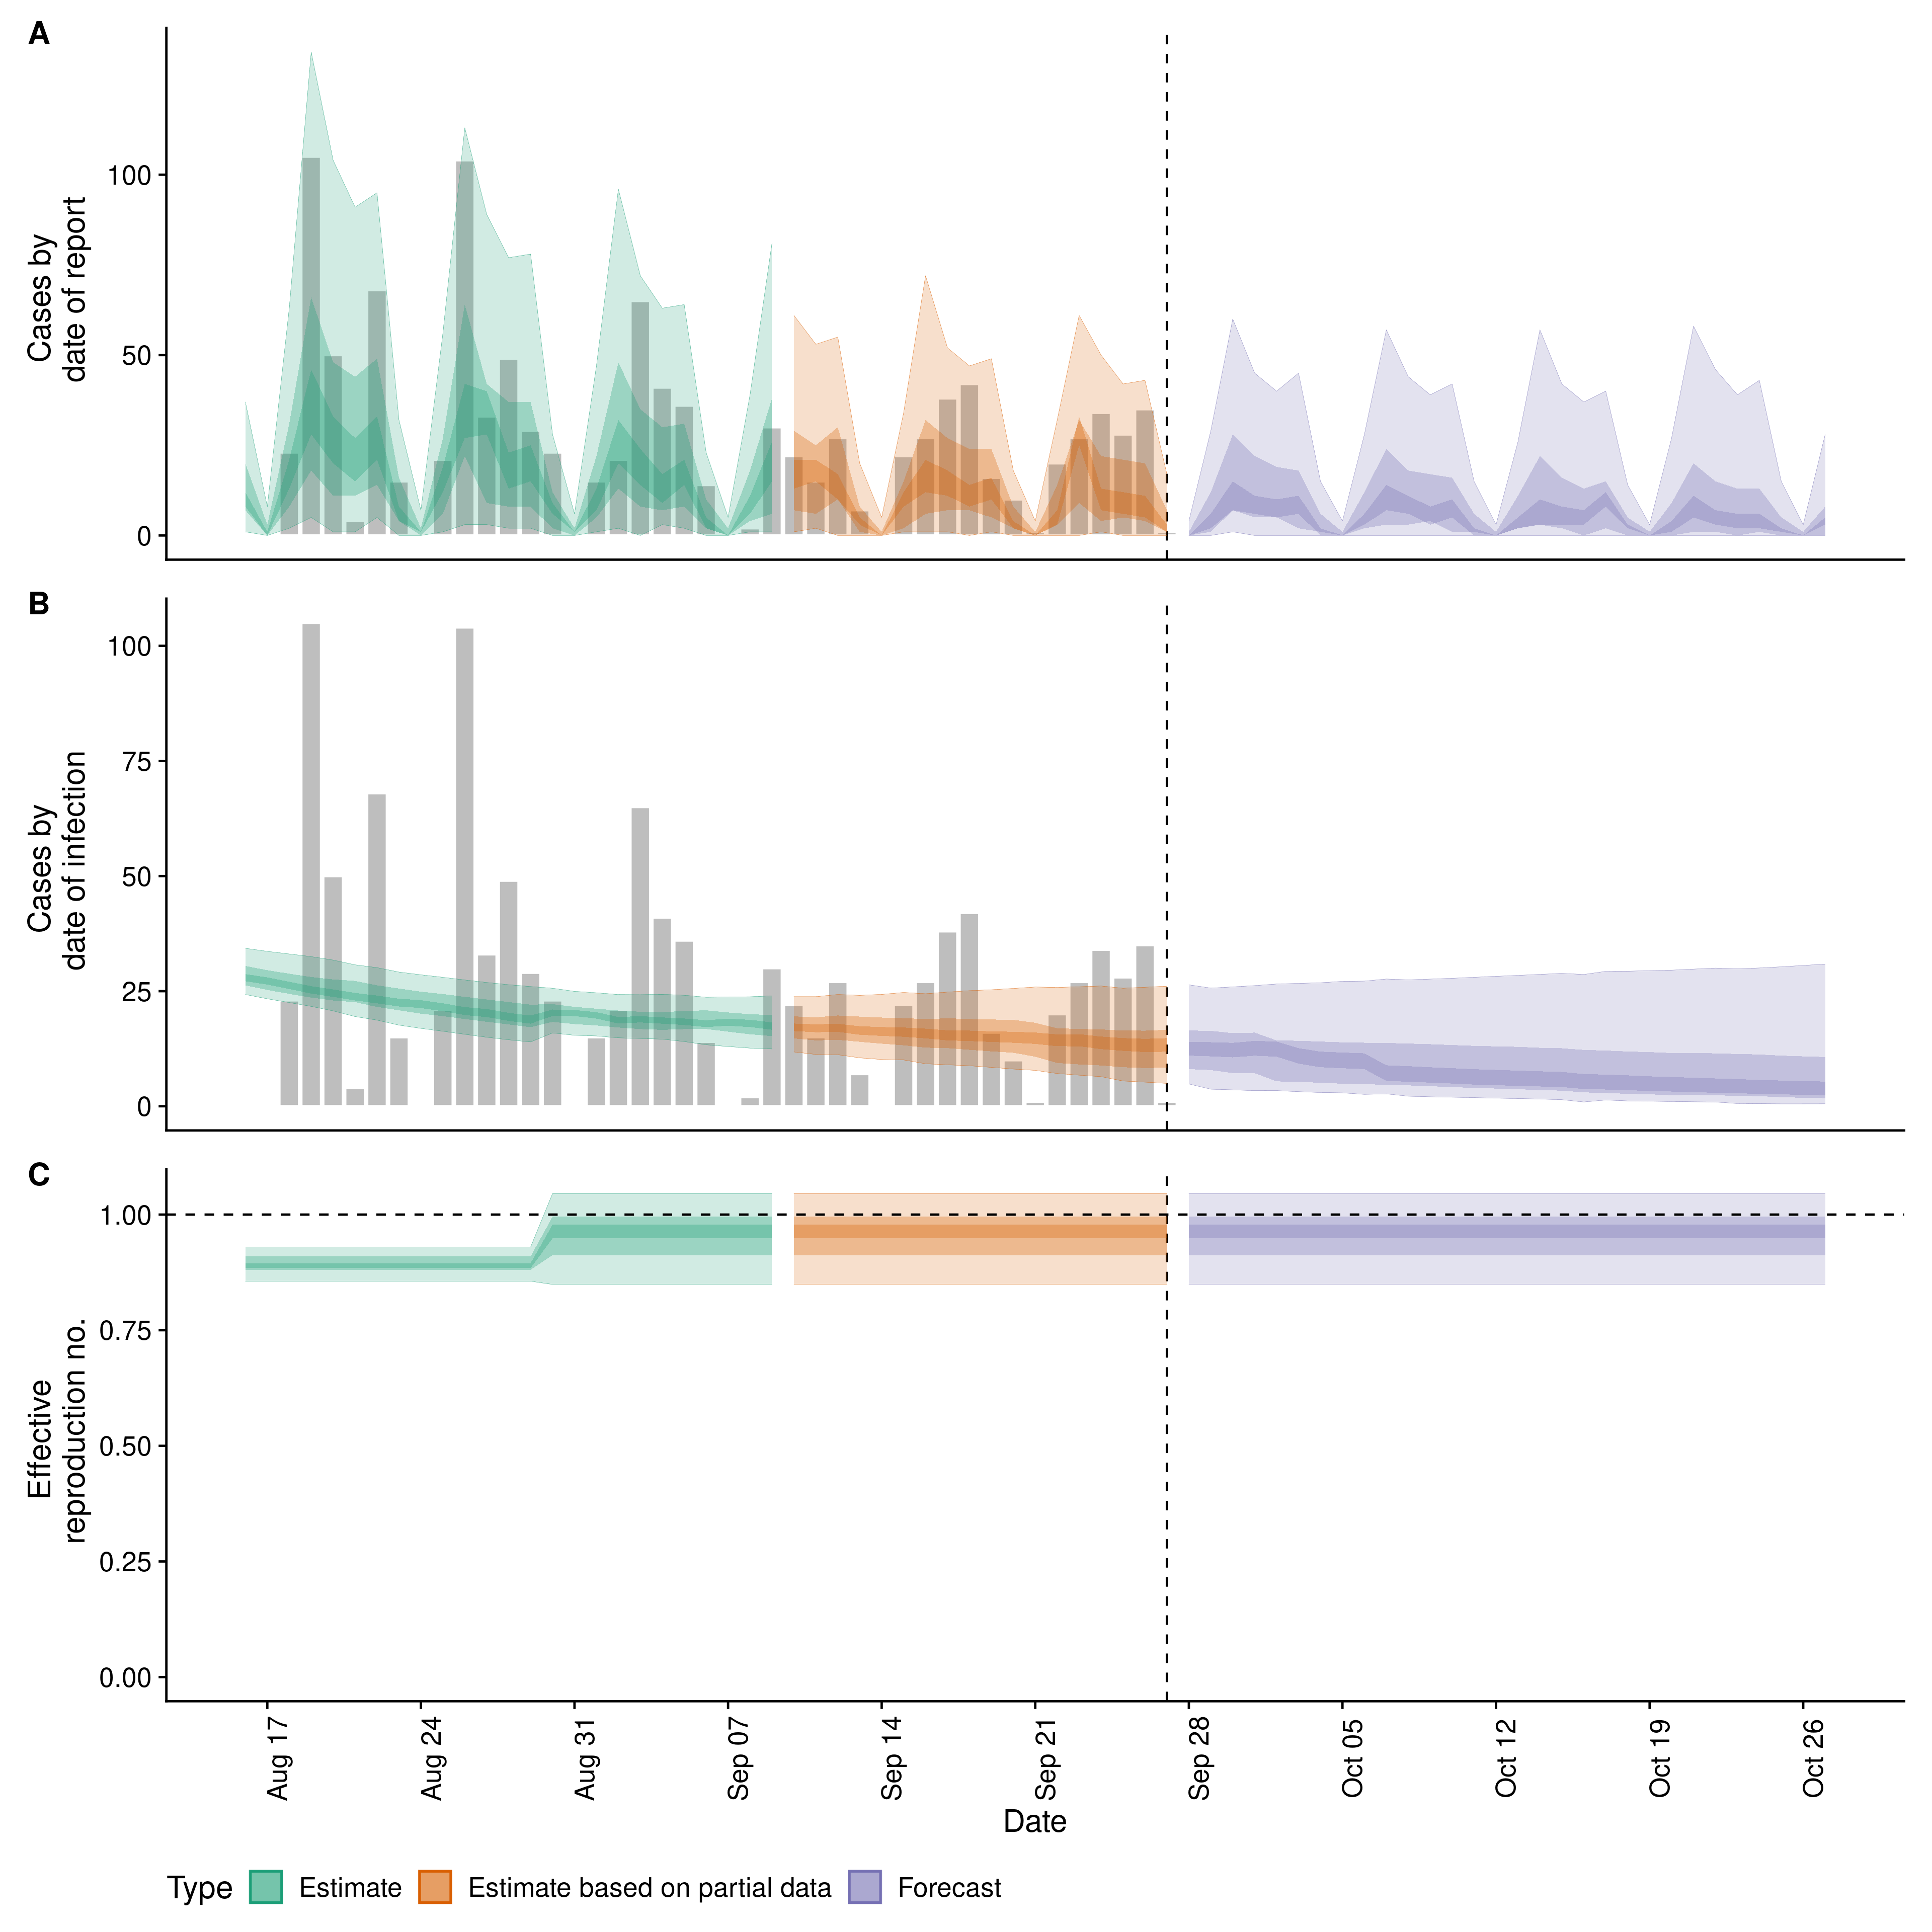 A
Cases by
date of report
100
50
0
B
Cases by
date of infection
100
75
50
25
0
C
Effective
reproduction no.
1.00
0.75
0.50
0.25
0.00
Aug 17
Aug 24
Aug 31
Sep 07
Sep 14
Sep 21
Sep 28
Oct 05
Oct 12
Oct 19
Oct 26
Date
Type Estimate Estimate based on partial data Forecast